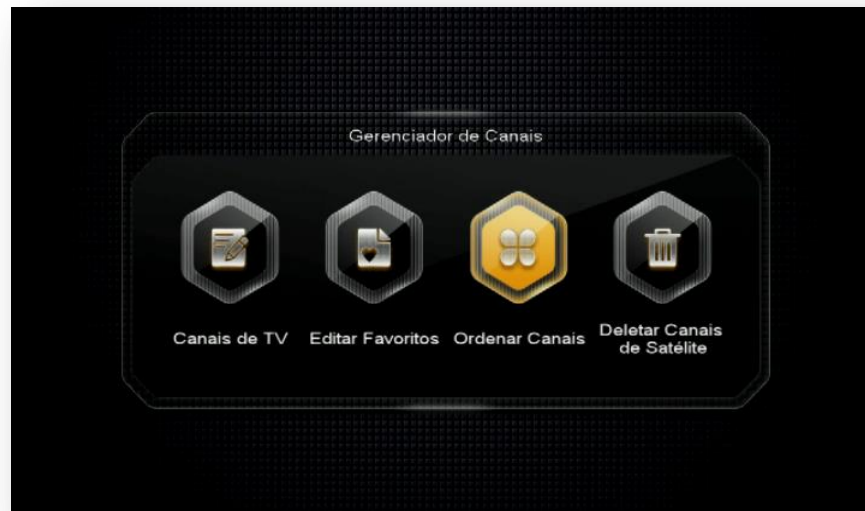 Gerenciador de Canais
Canais de TV
Editar Favoritos
Ordenar Canais
Deletar Canais
de Satélite